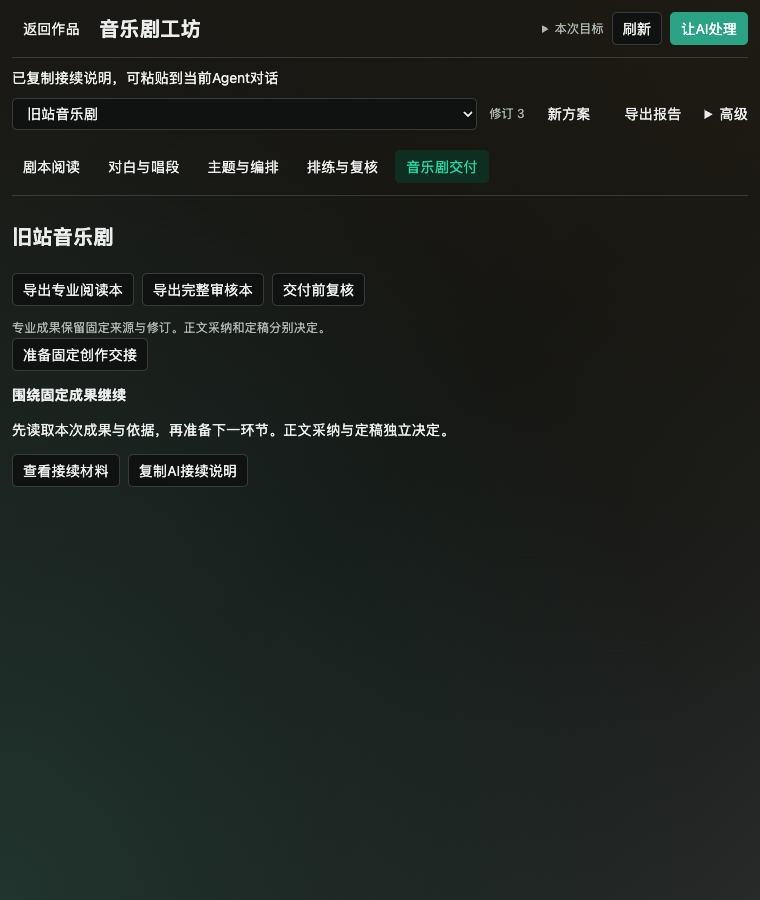 返回作品 音乐剧工坊 ▶ 本次目标 刷新 让AI处理
已复制接续说明，可粘贴到当前Agent对话
旧站音乐剧 修订 3 新方案 导出报告 ▶ 高级
剧本阅读 对白与唱段 主题与编排 排练与复核 音乐剧交付
旧站音乐剧
导出专业阅读本 导出完整审核本 交付前复核
专业成果保留固定来源与修订。正文采纳和定稿分别决定。
准备固定创作交接
围绕固定成果继续
先读取本次成果与依据，再准备下一环节。正文采纳与定稿独立决定。
查看接续材料 复制AI接续说明